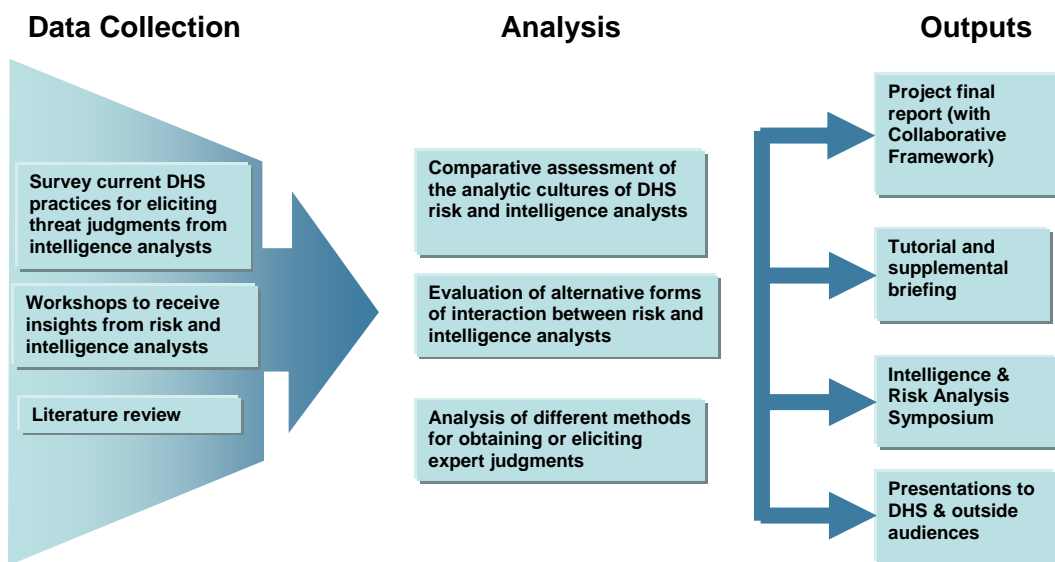 Data Collection
Analysis
Outputs
Survey current DHS
practices for eliciting
threat judgments from
intelligence analysts
Workshops to receive
insights from risk and
intelligence analysts
Literature review
Comparative assessment of
the analytic cultures of DHS
risk and intelligence analysts
Evaluation of alternative forms
of interaction between risk and
intelligence analysts
Analysis of different methods
for obtaining or eliciting
expert judgments
Project final
report (with
Collaborative
Framework)
Tutorial and
supplemental
briefing
Intelligence &
Risk Analysis
Symposium
Presentations to
DHS & outside
audiences